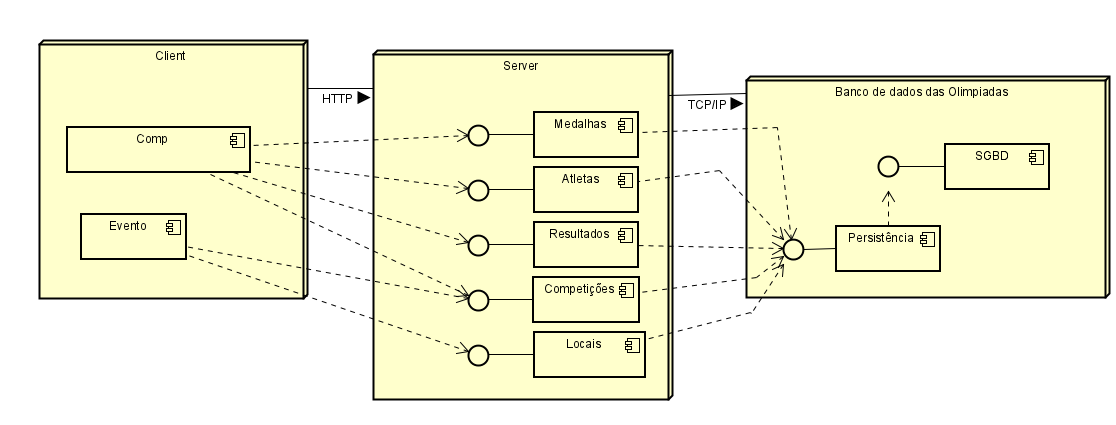 Client
Comp
Evento
HTTP
Server
Medalhas
Atletas
Resultados
Competições
Locais
TCP/IP
Banco de dados das Olimpiadas
SGBD
Persistência